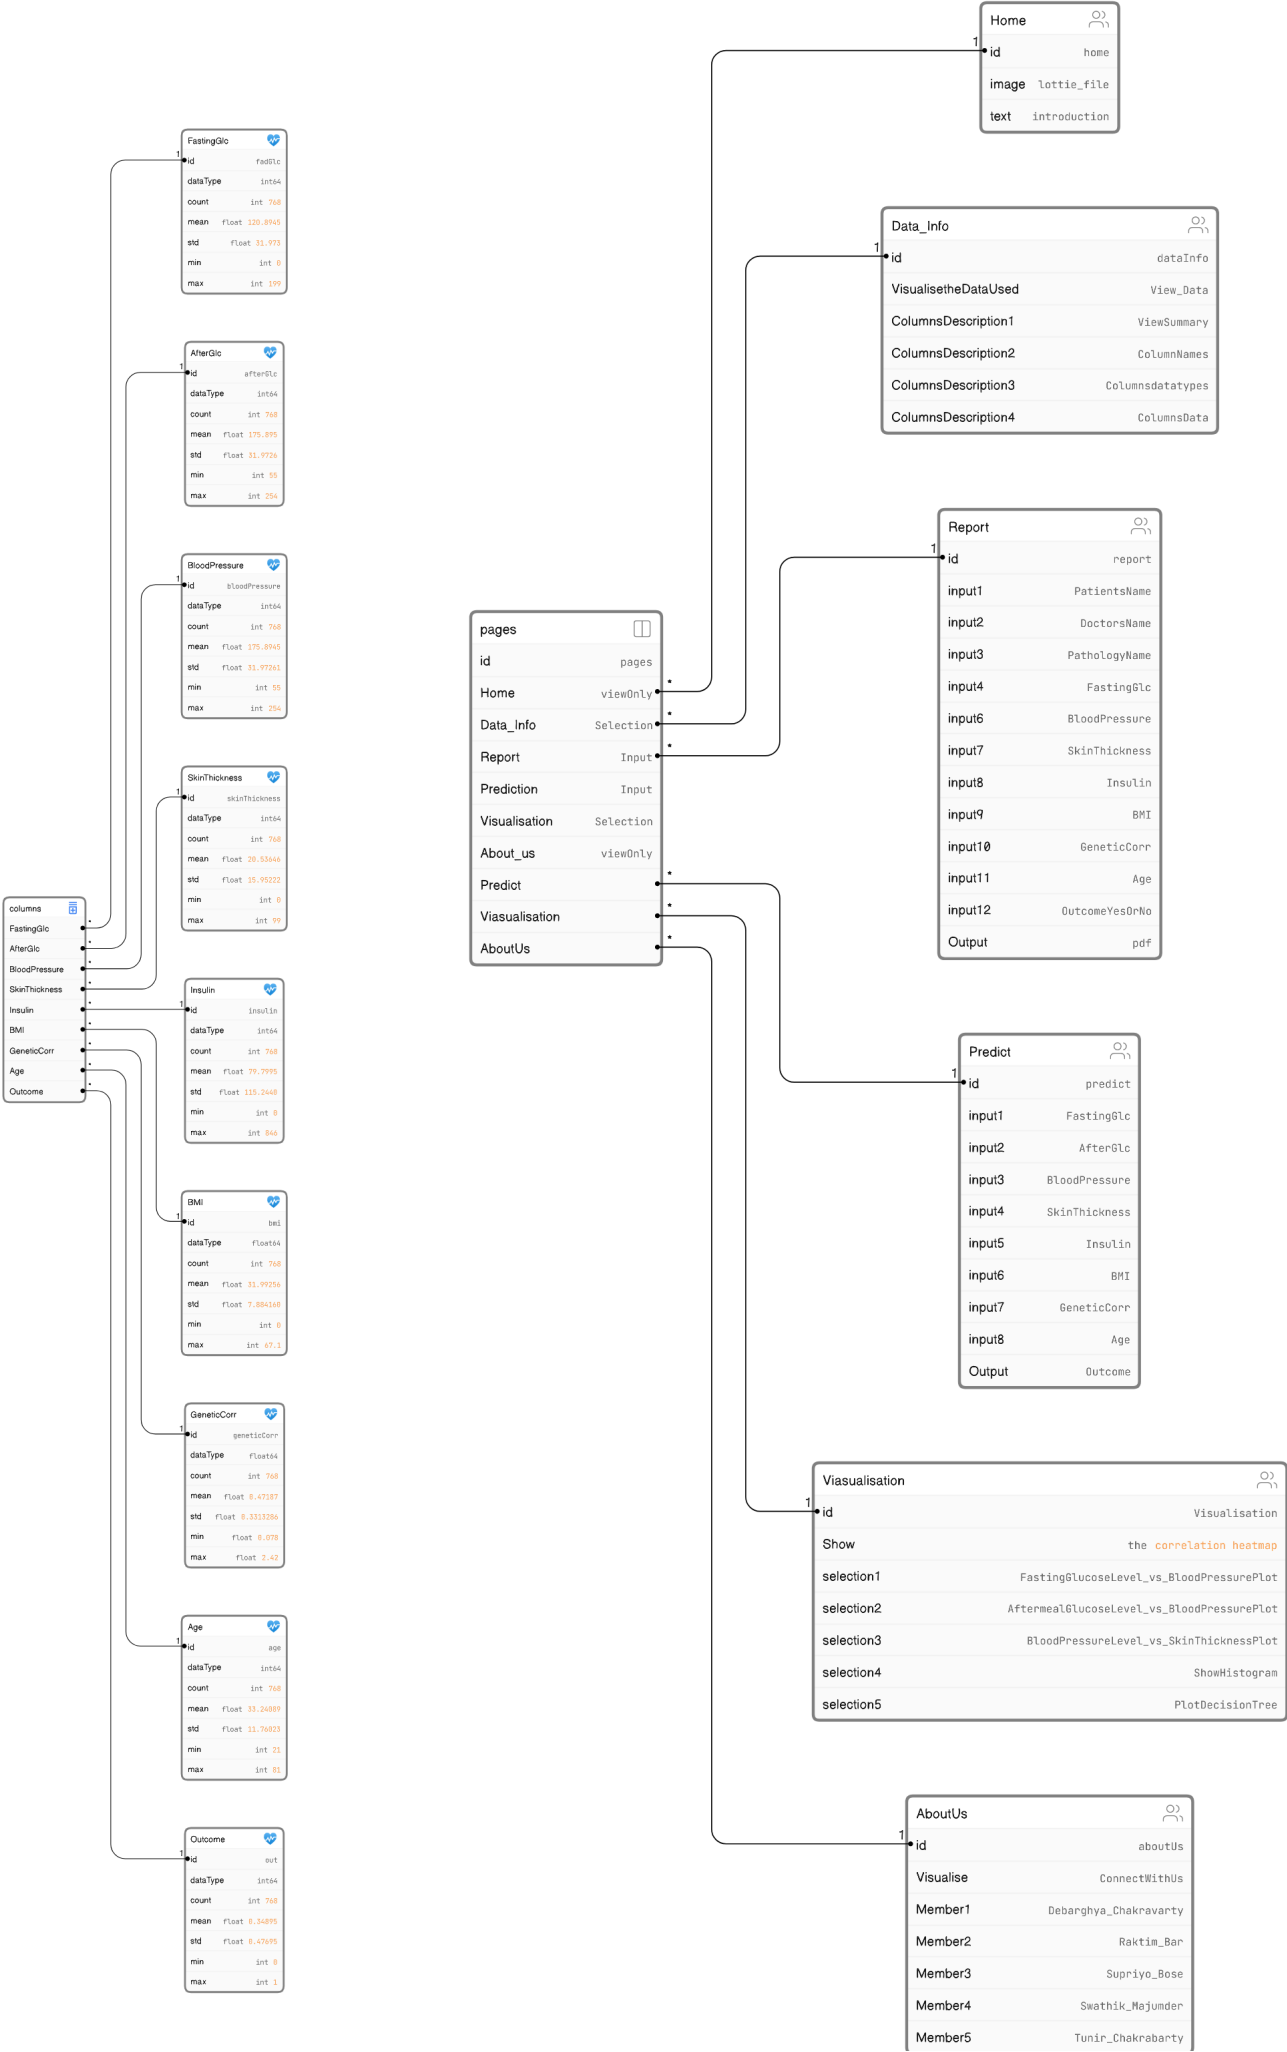 columns
FastingGlc *
AfterGlc *
BloodPressure *
SkinThickness *
Insulin *
BMI *
GeneticCorr *
Age *
Outcome *
FastingGlc
1 id fadGlc
dataType int64
count int 768
mean float 120.8945
std float 31.973
min int 0
max int 199
AfterGlc
1 id afterGlc
dataType int64
count int 768
mean float 175.895
std float 31.9726
min int 55
max int 254
BloodPressure
1 id bloodPressure
dataType int64
count int 768
mean float 175.8945
std float 31.97261
min int 55
max int 254
SkinThickness
1 id skinThickness
dataType int64
count int 768
mean float 20.53646
std float 15.95222
min int 0
max int 99
Insulin
1 id insulin
dataType int64
count int 768
mean float 79.7995
std float 115.2440
min int 0
max int 846
BMI
1 id bmi
dataType float64
count int 768
mean float 31.99256
std float 7.884160
min int 0
max int 67.1
GeneticCorr
1 id geneticCorr
dataType float64
count int 768
mean float 0.47187
std float 0.3313286
min float 0.078
max float 2.42
Age
1 id age
dataType int64
count int 768
mean float 33.24089
std float 11.76023
min int 21
max int 81
Outcome
1 id out
dataType int64
count int 768
mean float 0.34895
std float 0.47695
min int 0
max int 1
pages
id pages
Home viewOnly *
Data_Info Selection *
Report Input *
Prediction Input
Visualisation Selection
About_us viewOnly
Predict *
Viasualisation *
AboutUs *
Home
1 id home
image lottie_file
text introduction
Data_Info
1 id dataInfo
VisualisetheDataUsed View_Data
ColumnsDescription1 ViewSummary
ColumnsDescription2 ColumnNames
ColumnsDescription3 Columnsdatatypes
ColumnsDescription4 ColumnsData
Report
1 id report
input1 PatientsName
input2 DoctorsName
input3 PathologyName
input4 FastingGlc
input6 BloodPressure
input7 SkinThickness
input8 Insulin
input9 BMI
input10 GeneticCorr
input11 Age
input12 OutcomeYesOrNo
Output pdf
Predict
1 id predict
input1 FastingGlc
input2 AfterGlc
input3 BloodPressure
input4 SkinThickness
input5 Insulin
input6 BMI
input7 GeneticCorr
input8 Age
Output Outcome
Viasualisation
1 id Visualisation
Show the correlation heatmap
selection1 FastingGlucoseLevel_vs_BloodPressurePlot
selection2 AftermealGlucoseLevel_vs_BloodPressurePlot
selection3 BloodPressureLevel_vs_SkinThicknessPlot
selection4 ShowHistogram
selection5 PlotDecisionTree
AboutUs
1 id aboutUs
Visualise ConnectWithUs
Member1 Debarghya_Chakravarty
Member2 Raktim_Bar
Member3 Supriyo_Bose
Member4 Swathik_Majumder
Member5 Tunir_Chakrabarty